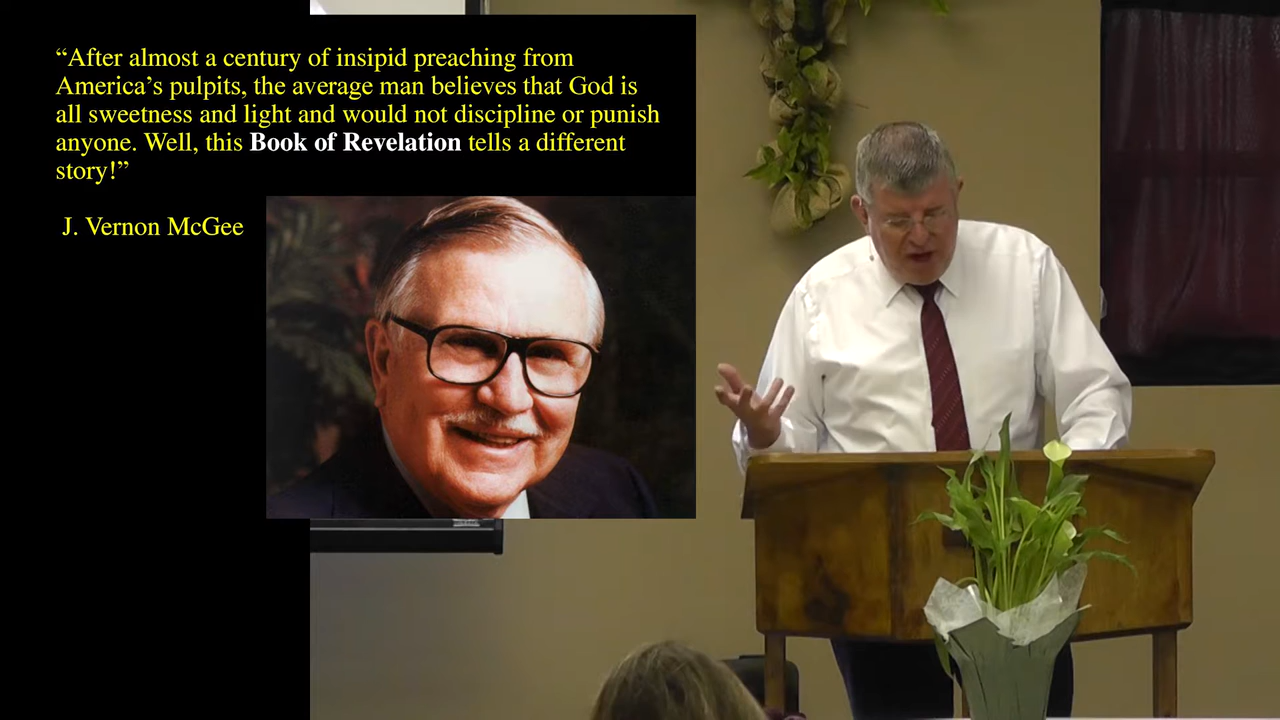 “After almost a century of insipid preaching from
America’s pulpits, the average man believes that God is
all sweetness and light and would not discipline or punish
anyone. Well, this Book of Revelation tells a different
story!”
J. Vernon McGee